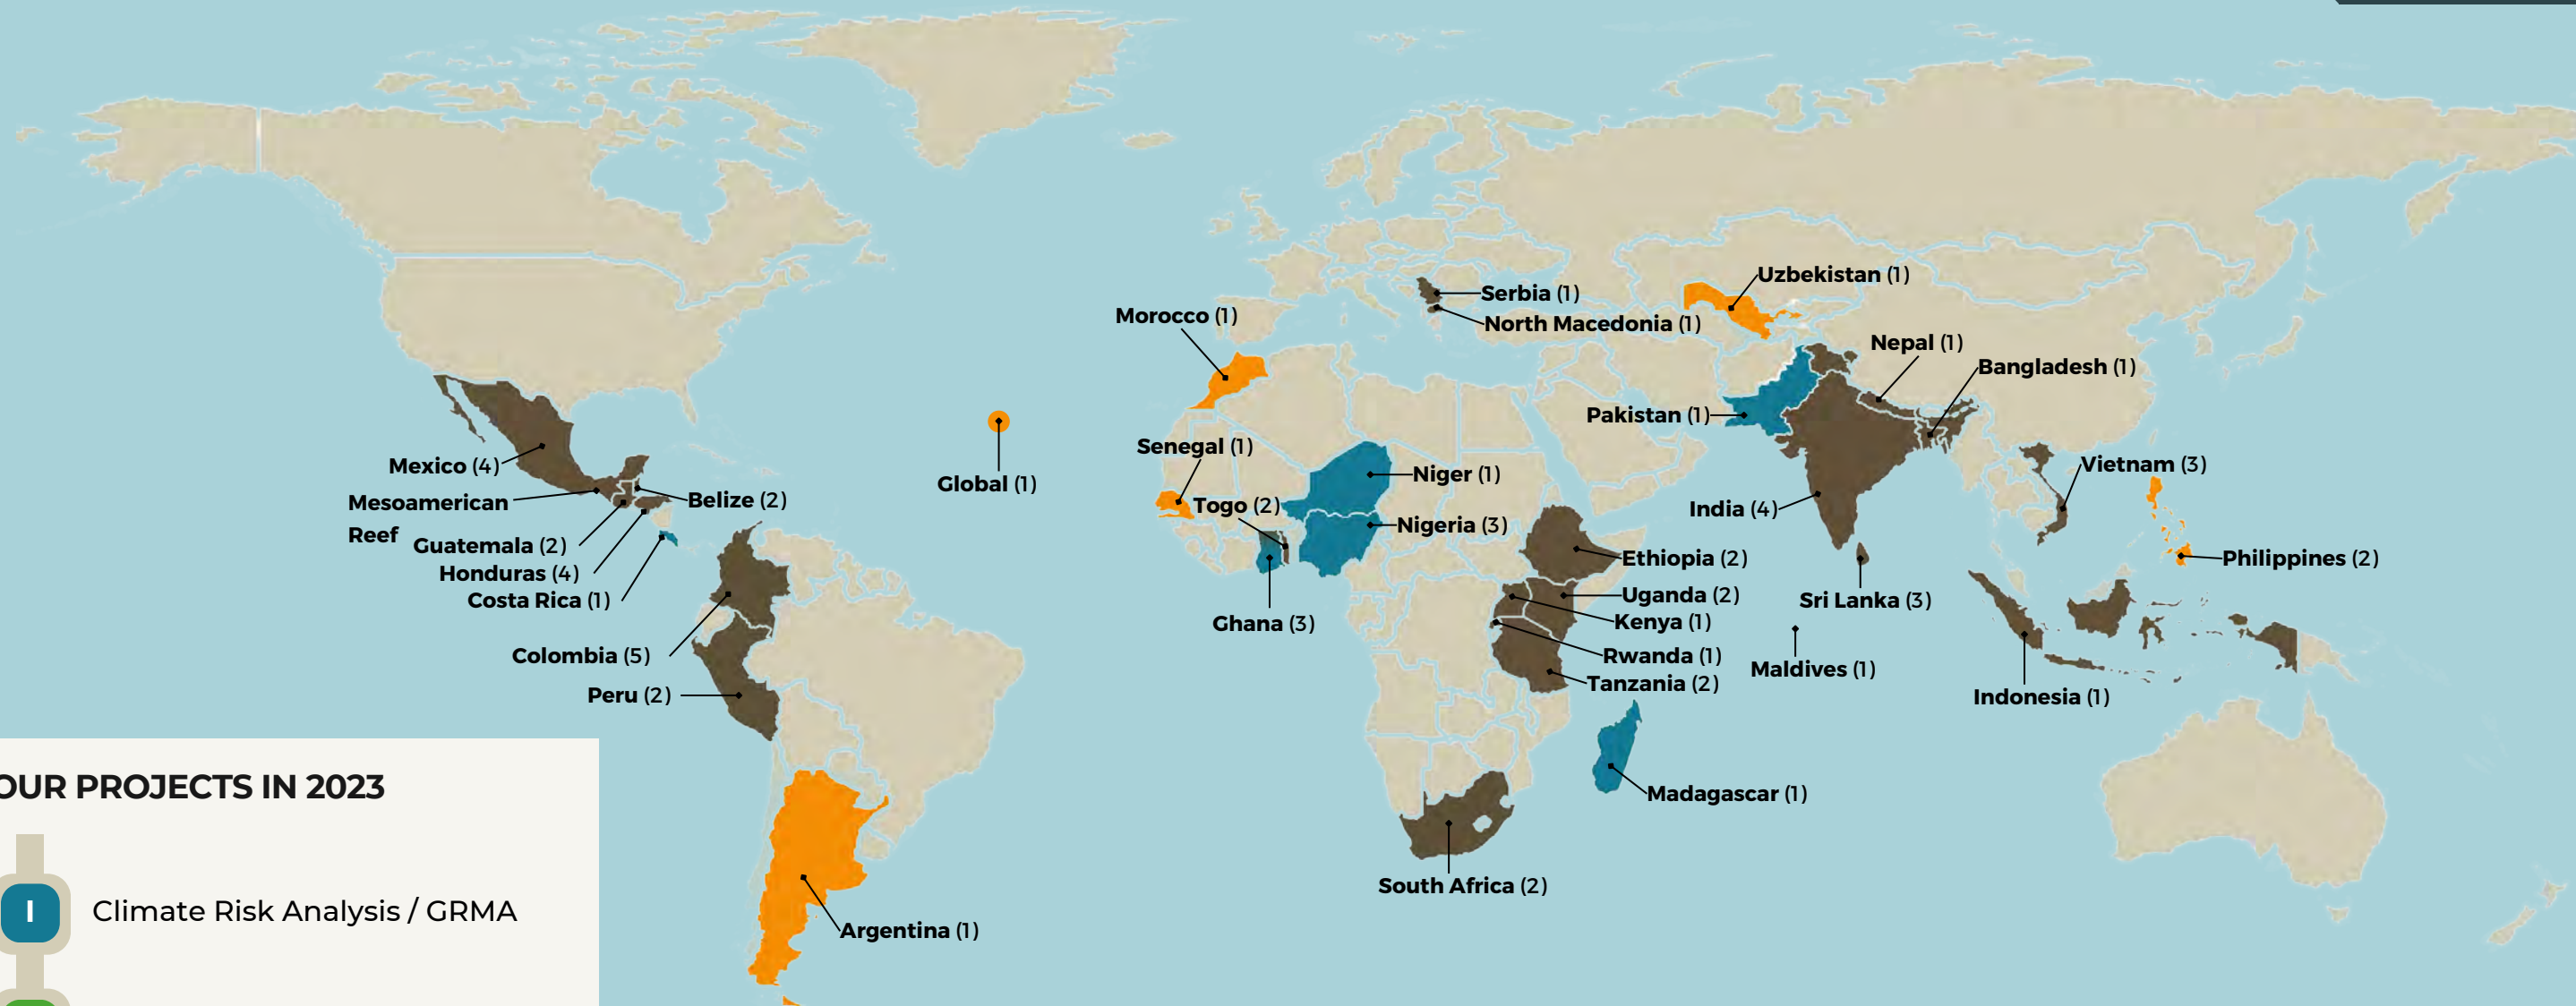 Uzbekistan (1)
Serbia (1)
Morocco (1)
North Macedonia (1)
Nepal (1)
Bangladesh (1)
Pakistan (1)
Senegal (1)
Mexico (4)
Vietnam (3)
Niger (1)
Global (1)
Belize (2)
Mesoamerican
Reef
Togo (2)
India (4)
Nigeria (3)
Guatemala (2)
Ethiopia (2)
Philippines (2)
Honduras (4)
Uganda (2)
Costa Rica (1)
Sri Lanka (3)
Ghana (3)
Kenya (1)
Colombia (5)
Rwanda (1)
Maldives (1)
Tanzania (2)
Peru (2)
Indonesia (1)
Madagascar (1)
South Africa (2)
Argentina (1)
OUR PROJECTS IN 2023
I Climate Risk Analysis / GRMA